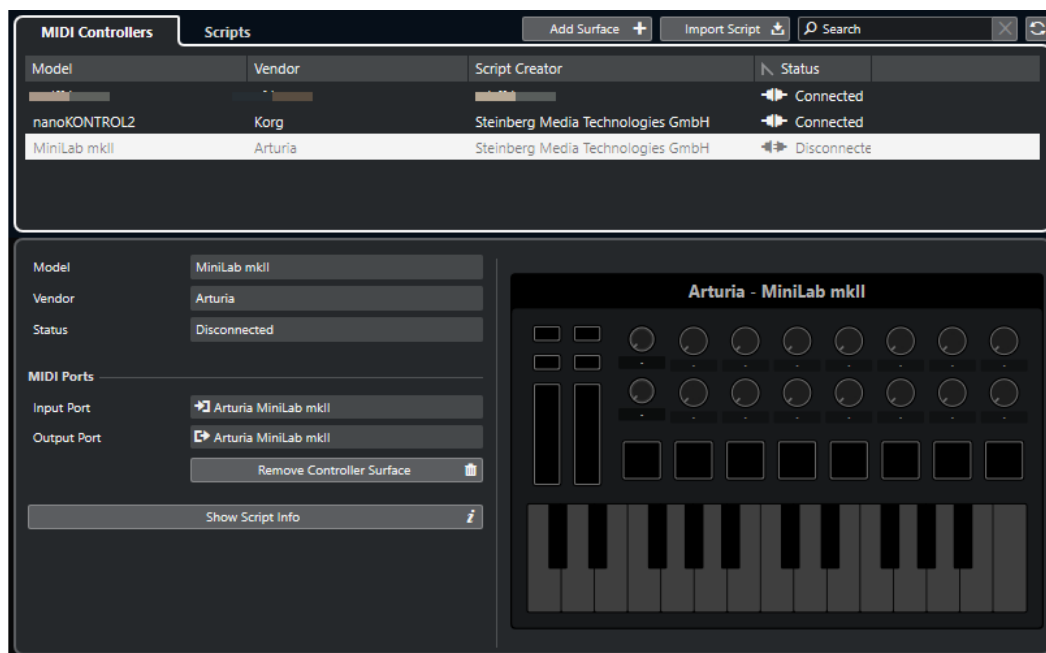 MIDI Controllers Scripts Add Surface Import Script Search
Model Vendor Script Creator Status
Connected
nanoKONTROL2 Korg Steinberg Media Technologies GmbH Connected
MiniLab mkII Arturia Steinberg Media Technologies GmbH Disconnecte
Model MiniLab mkII
Vendor Arturia
Status Disconnected
MIDI Ports
Input Port Arturia MiniLab mkII
Output Port Arturia MiniLab mkII
Remove Controller Surface
Show Script Info i
Arturia - MiniLab mkII
- - - - - - - -
- - - - - - - -